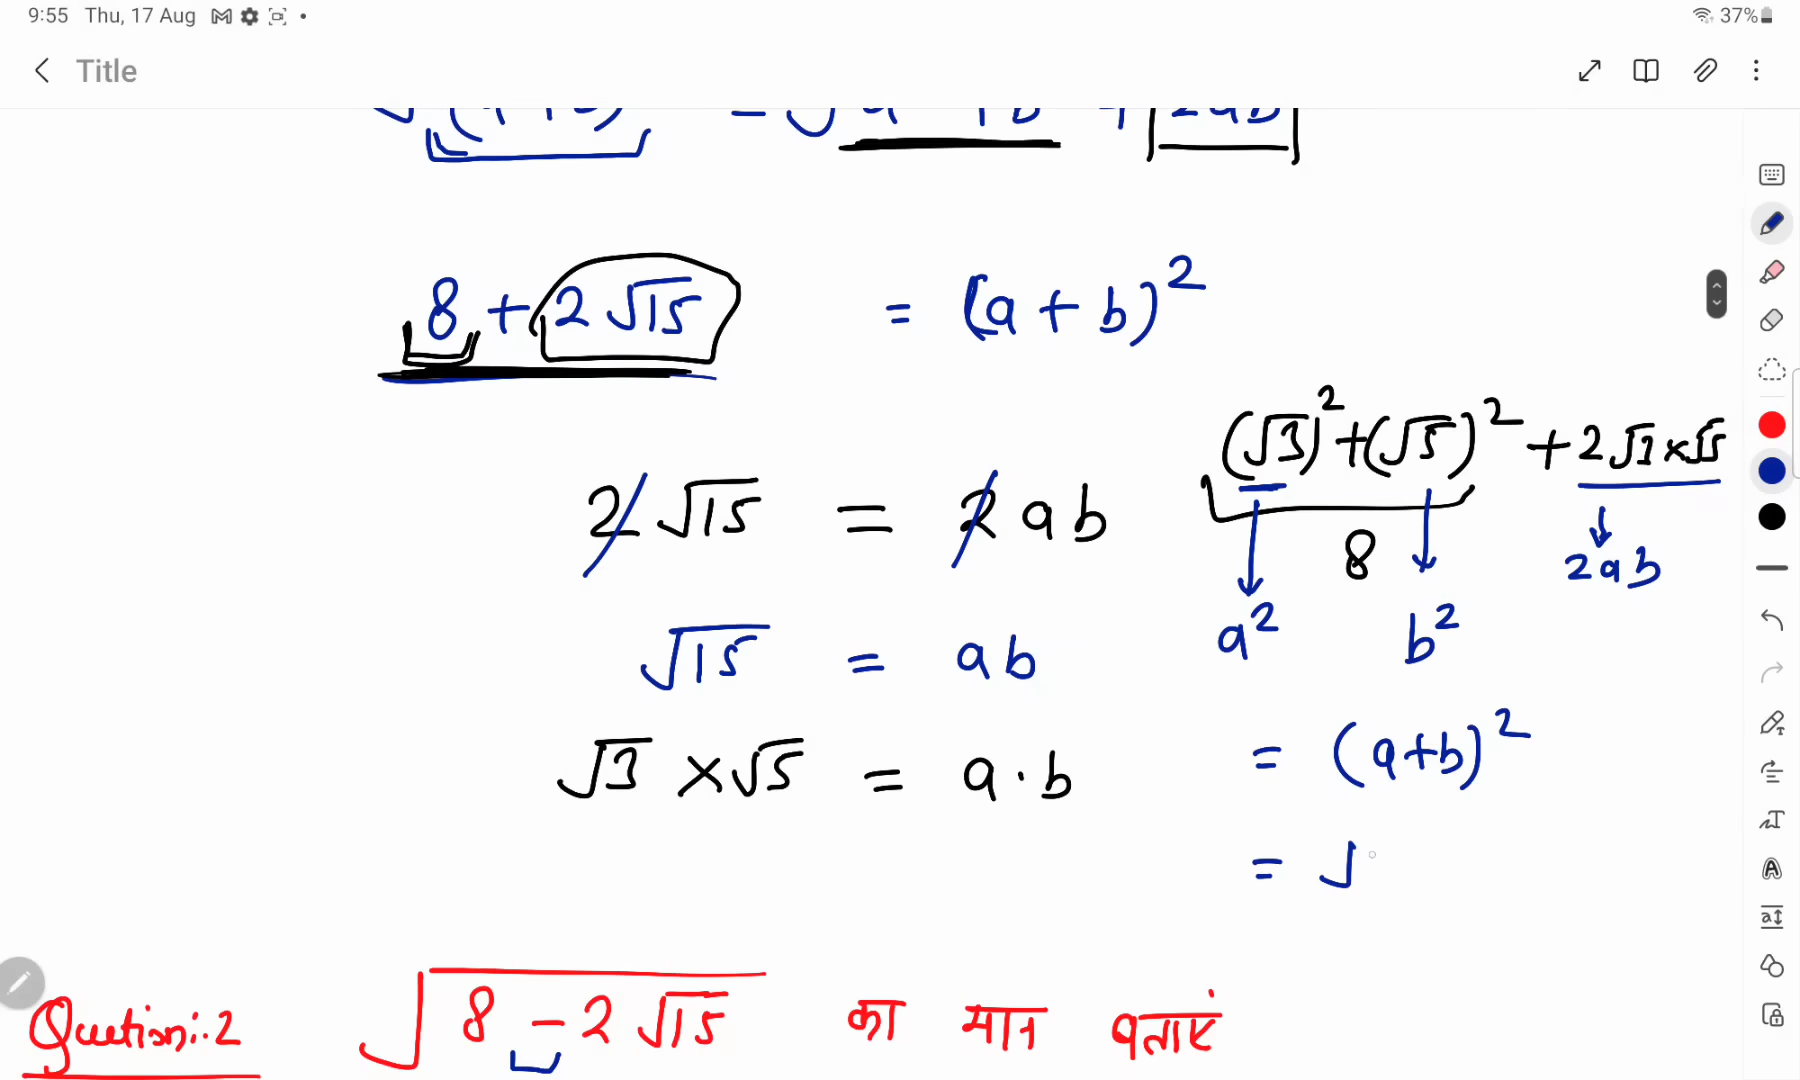 9:55 Thu, 17 Aug 37%
Title
8 + 2√15 = (a + b)²
(√3)² + (√5)² + 2√3×√5
2√15 = 2ab
8
2ab
a² b²
√15 = ab
= (a+b)²
√3 × √5 = a·b
= √
Question:.2 √8 - 2√15 का मान बताएं